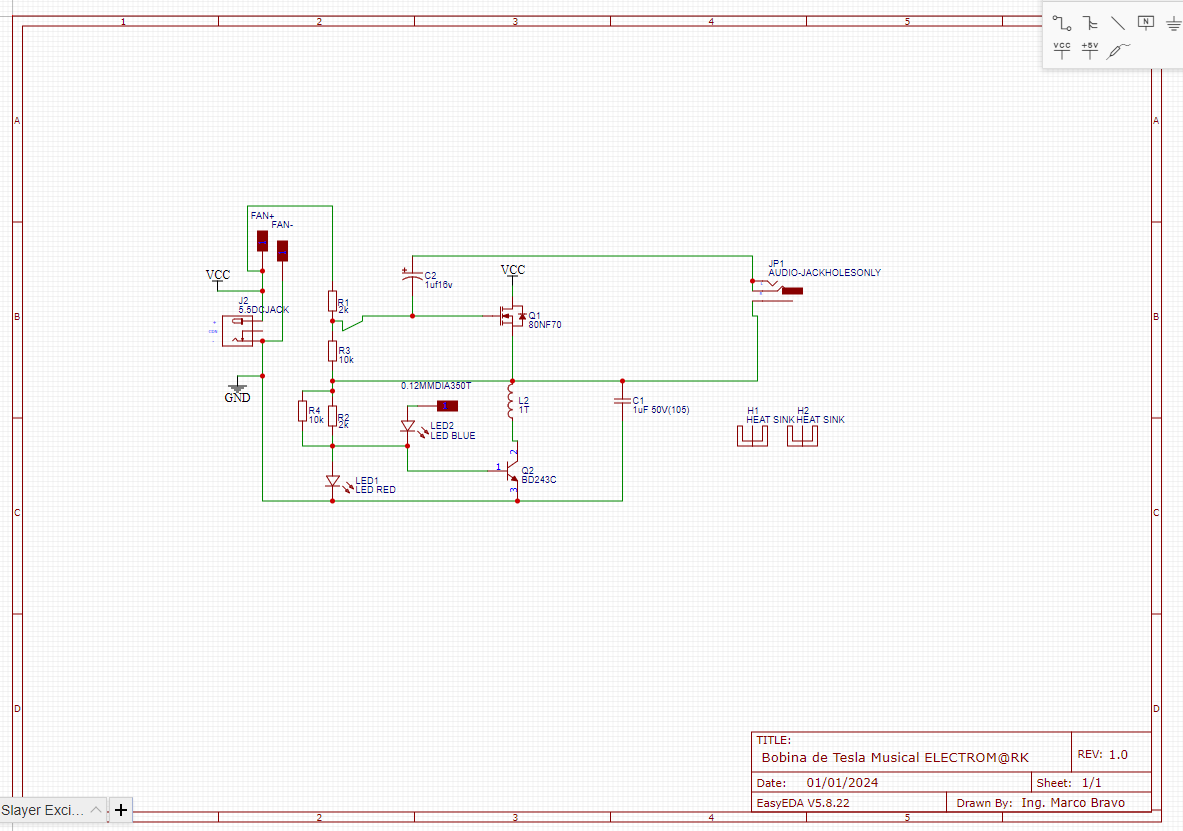 1 2 3 4 5
VCC +5V N
A A
FAN+
FAN-
VCC
J2
5.5DCJACK
GND
B B
R1
2k
R3
10k
C2
1uf16v
VCC
Q1
80NF70
JP1
AUDIO-JACKHOLESONLY
0.12MMDIA350T
R4
10k
R2
2k
LED2
LED BLUE
L2
1T
C1
1uF 50V(105)
H1
HEAT SINK
H2
HEAT SINK
LED1
LED RED
1
2
3
Q2
BD243C
C C
D D
TITLE:
Bobina de Tesla Musical ELECTROM@RK
REV: 1.0
Date: 01/01/2024
Sheet: 1/1
EasyEDA V5.8.22
Drawn By: Ing. Marco Bravo
Slayer Exci...
2 3 4 5